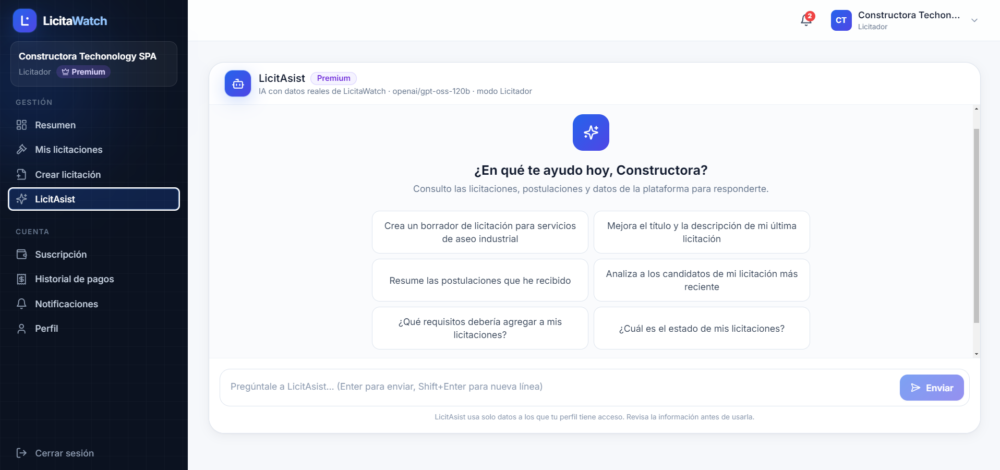 LicitaWatch
Constructora Techonology SPA
Licitador Premium
GESTIÓN
Resumen
Mis licitaciones
Crear licitación
LicitAsist
CUENTA
Suscripción
Historial de pagos
Notificaciones
Perfil
Cerrar sesión
2
CT
Constructora Techon...
Licitador
LicitAsist Premium
IA con datos reales de LicitaWatch · openai/gpt-oss-120b · modo Licitador
¿En qué te ayudo hoy, Constructora?
Consulto las licitaciones, postulaciones y datos de la plataforma para responderte.
Crea un borrador de licitación para servicios
de aseo industrial
Mejora el título y la descripción de mi última
licitación
Resume las postulaciones que he recibido
Analiza a los candidatos de mi licitación más
reciente
¿Qué requisitos debería agregar a mis
licitaciones?
¿Cuál es el estado de mis licitaciones?
Pregúntale a LicitAsist... (Enter para enviar, Shift+Enter para nueva línea)
Enviar
LicitAsist usa solo datos a los que tu perfil tiene acceso. Revisa la información antes de usarla.